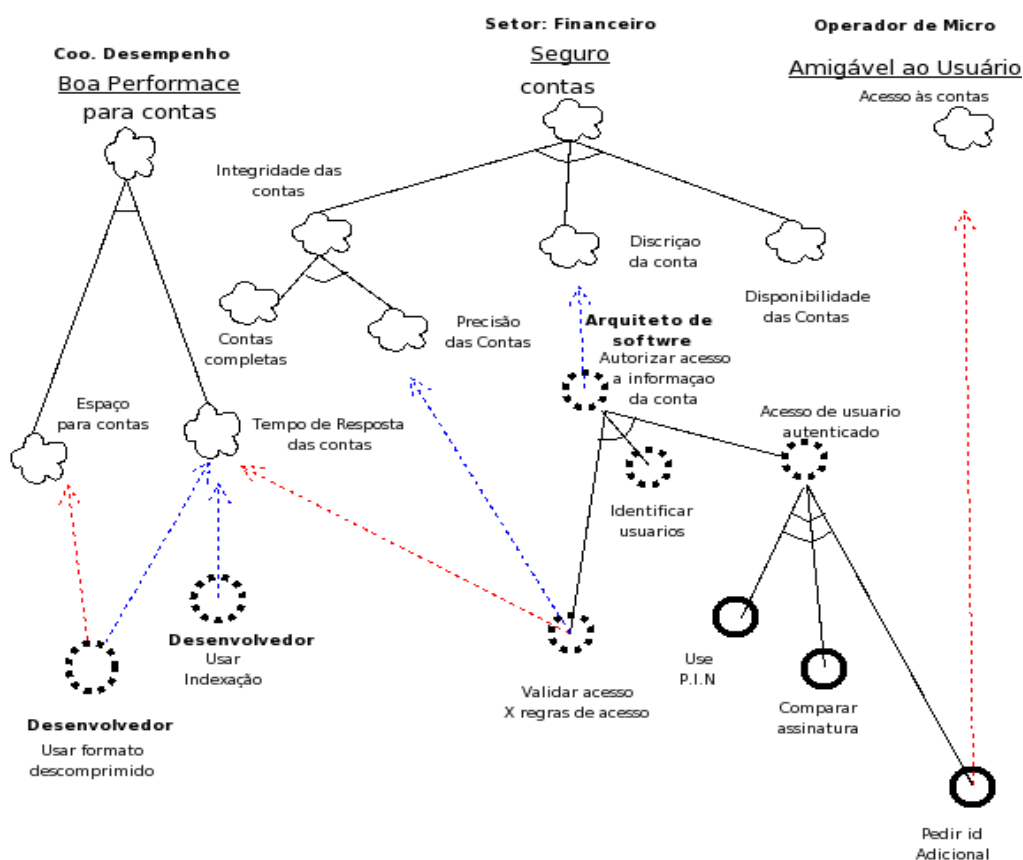 Setor: Financeiro
Operador de Micro
Coo. Desempenho
Seguro
contas
Boa Performace
para contas
Amigável ao Usuário
Acesso às contas
Integridade das
contas
Discriçao
da conta
Disponibilidade
das Contas
Contas
completas
Precisão
das Contas
Arquiteto de
softwre
Autorizar acesso
a informaçao
da conta
Espaço
para contas
Tempo de Resposta
das contas
Acesso de usuario
autenticado
Identificar
usuarios
Desenvolvedor
Usar
Indexação
Use
P.I.N
Validar acesso
X regras de acesso
Comparar
assinatura
Desenvolvedor
Usar formato
descomprimido
Pedir id
Adicional